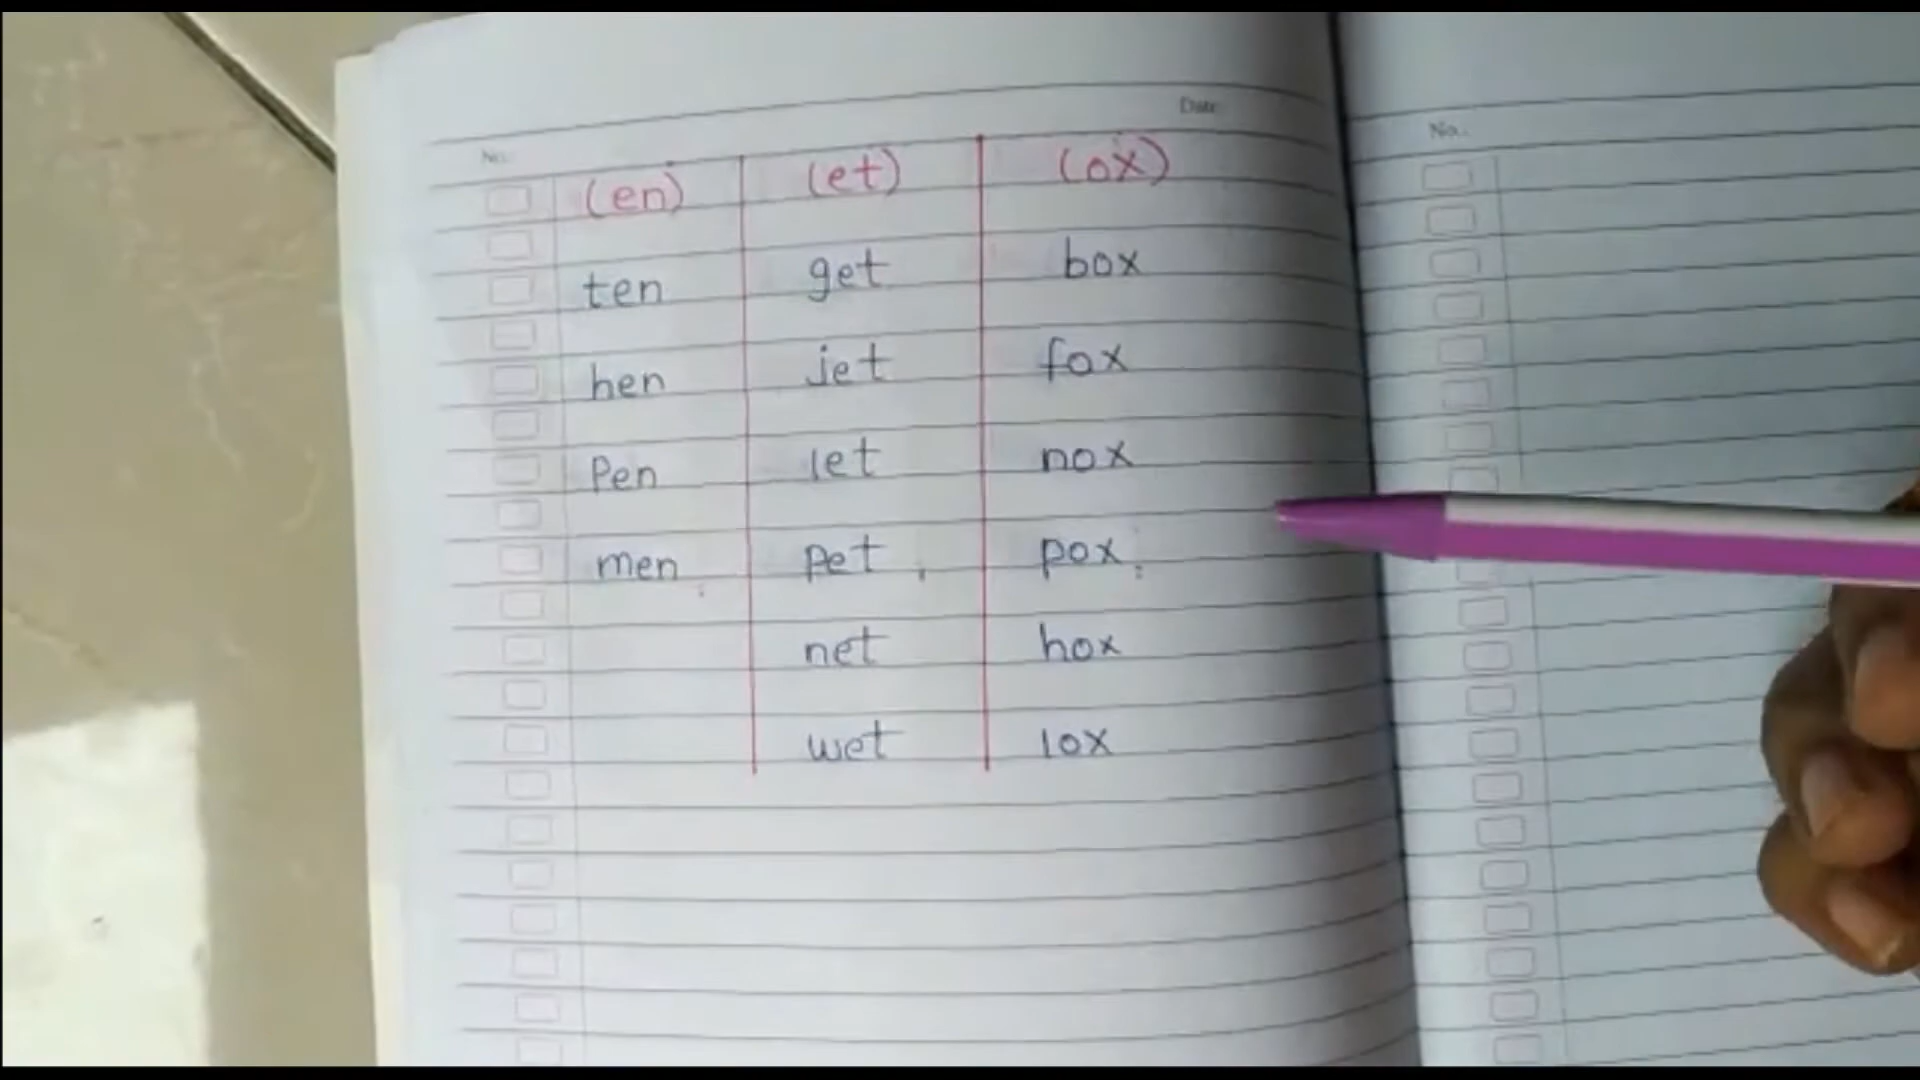 Date
No.:
No.:
(en) (et) (ox)
ten get box
hen jet fox
Pen let nox
men pet pox
net hox
wet lox